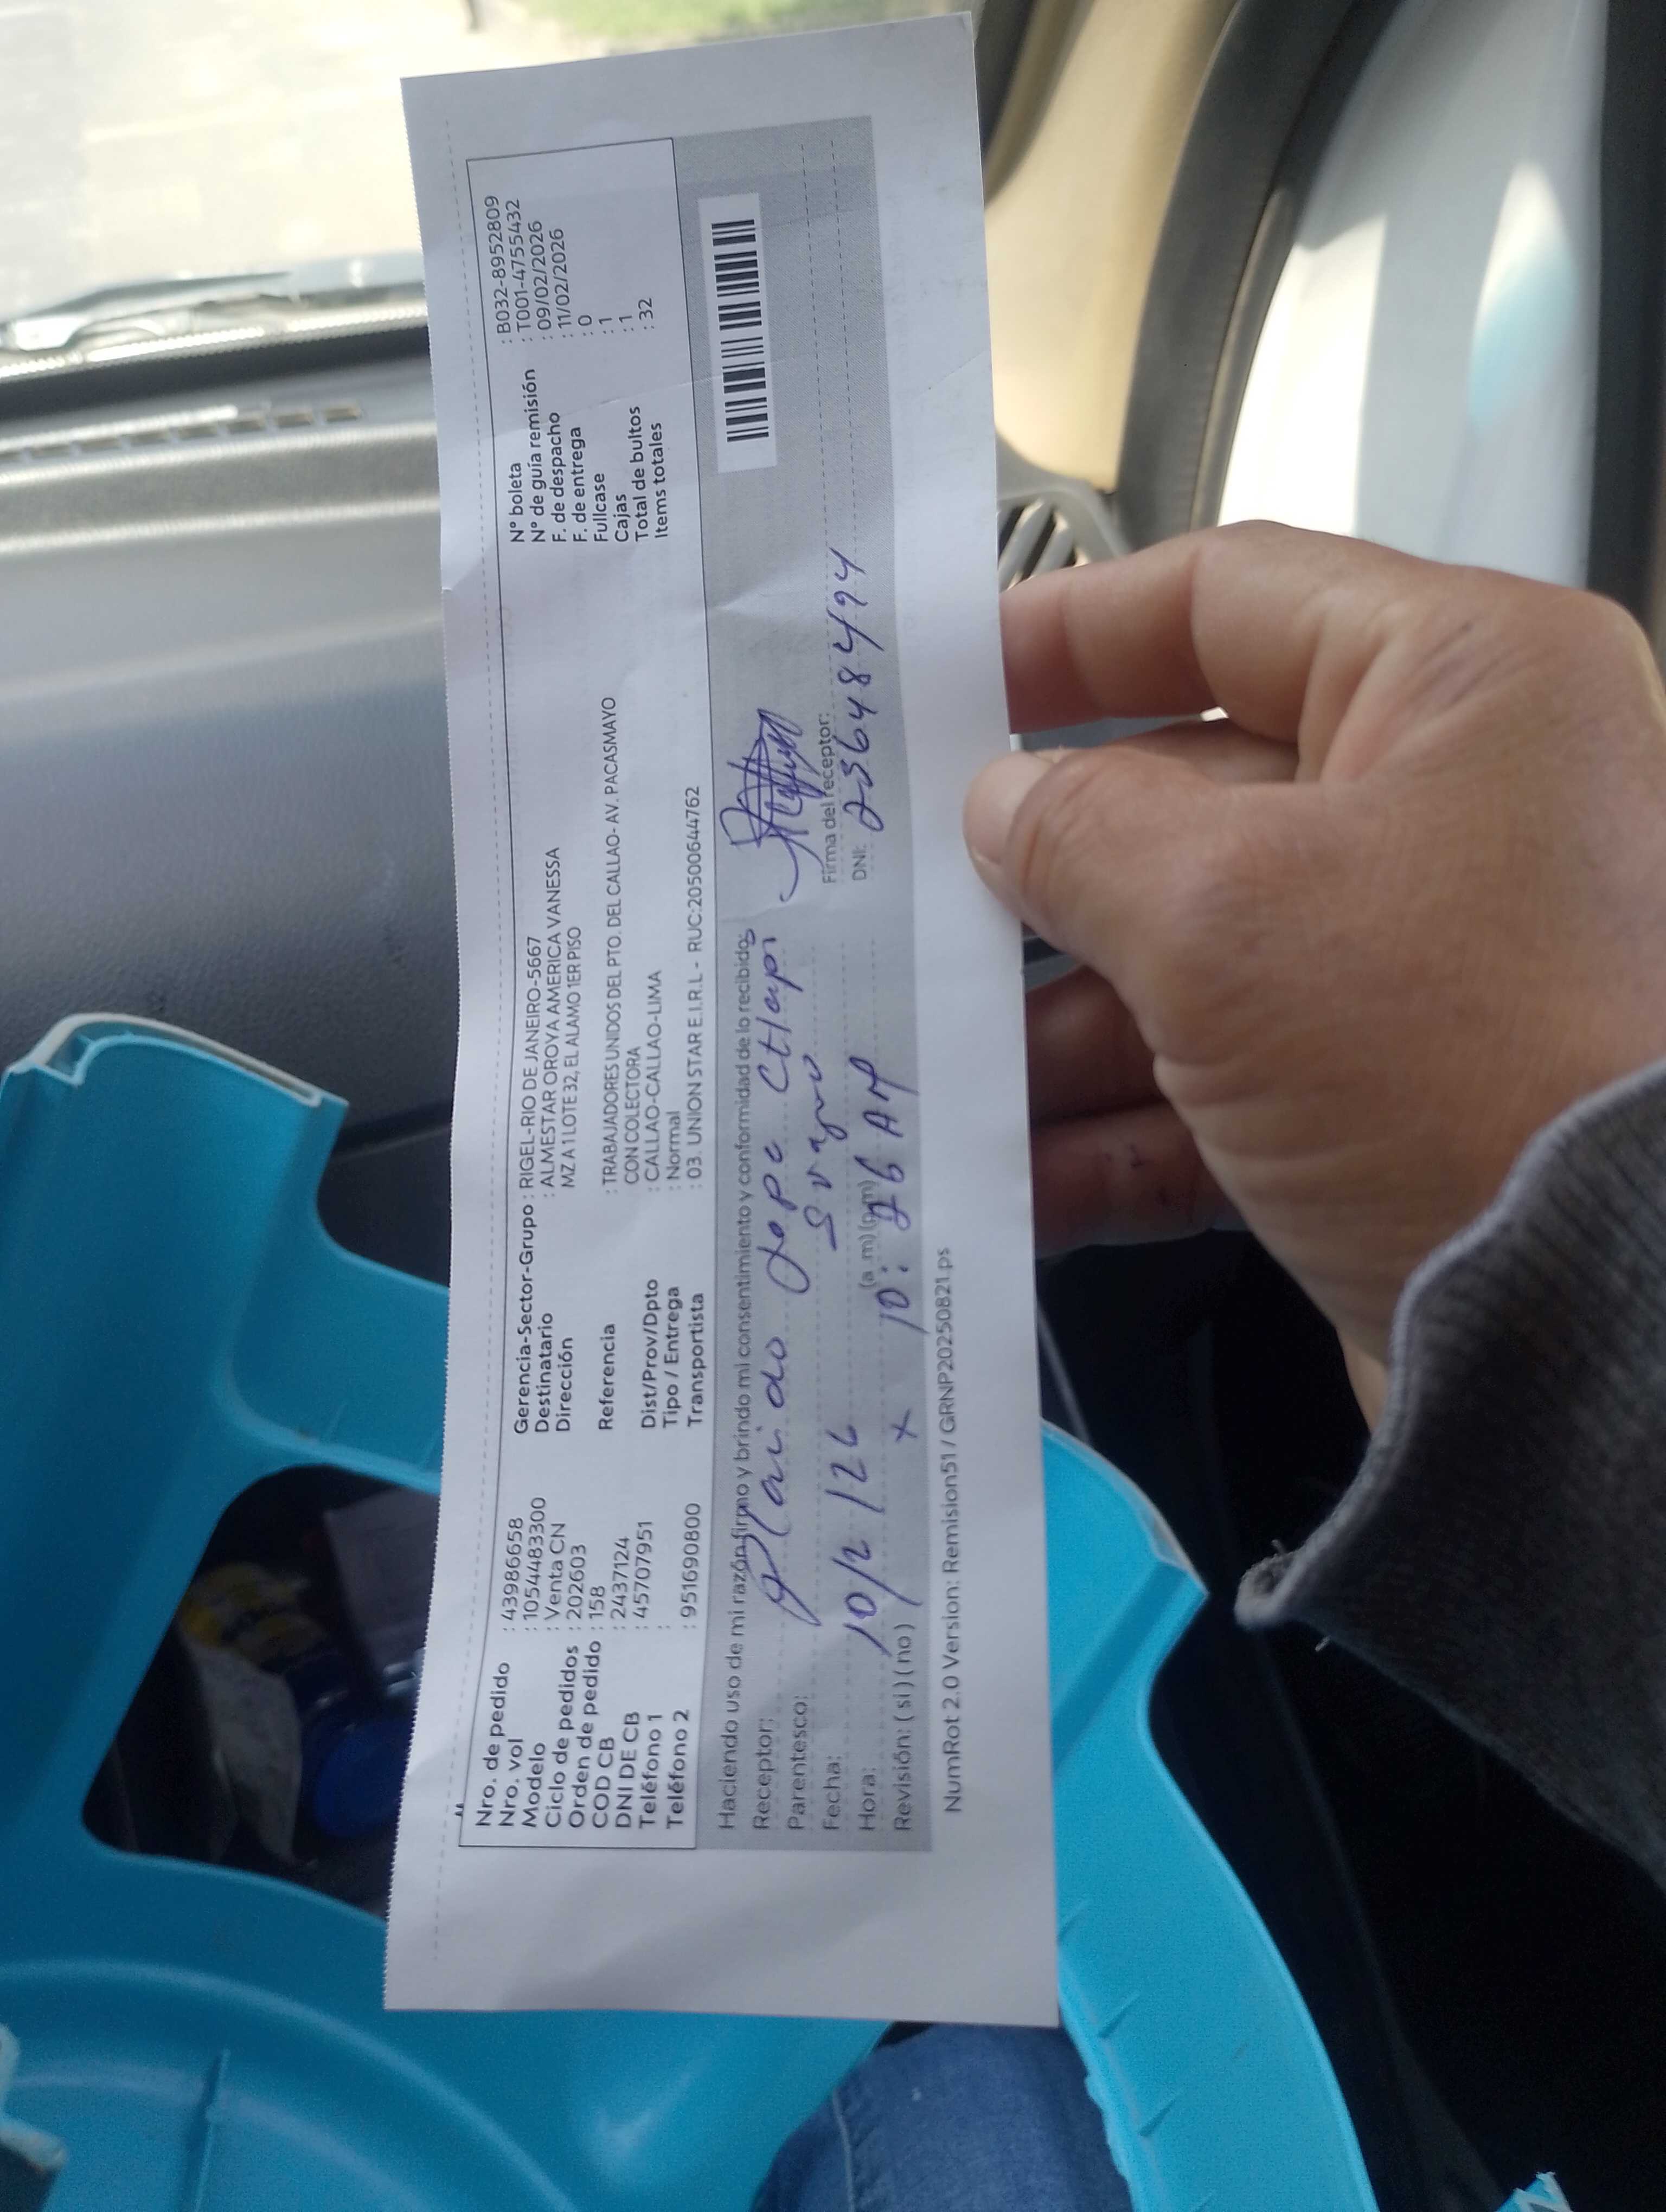 Nro. de pedido : 43986658
Nro. vol : 1054483300
Modelo : Venta CN
Ciclo de pedidos : 202603
Orden de pedido : 158
COD CB : 2437124
DNI DE CB : 45707951
Teléfono 1 :
Teléfono 2 : 951690800
Gerencia-Sector-Grupo : RIGEL-RIO DE JANEIRO-5667
Destinatario : ALMESTAR OROYA AMERICA VANESSA
Dirección MZ A 1 LOTE 32, EL ALAMO 1ER PISO
Referencia : TRABAJADORES UNIDOS DEL PTO. DEL CALLAO- AV. PACASMAYO
CON COLECTORA
Dist/Prov/Dpto : CALLAO-CALLAO-LIMA
Tipo / Entrega : Normal
Transportista : 03. UNION STAR E.I.R.L - RUC:20500644762
N° boleta : B032-8952809
N° de guía remisión : T001-4755432
F. de despacho : 09/02/2026
F. de entrega : 11/02/2026
Fullcase : 0
Cajas : 1
Total de bultos : 1
Items totales : 32
Haciendo uso de mi razón firmo y brindo mi consentimiento y conformidad de lo recibido
Receptor:
Parentesco: Suegro
Fecha: 10/2/26
Hora: (a.m) (p.m) 10:26 AM
Revisión: ( si ) ( no ) x
Firma del receptor:
DNI:
NumRot 2.0 Version: Remision51 / GRNP20250821.ps